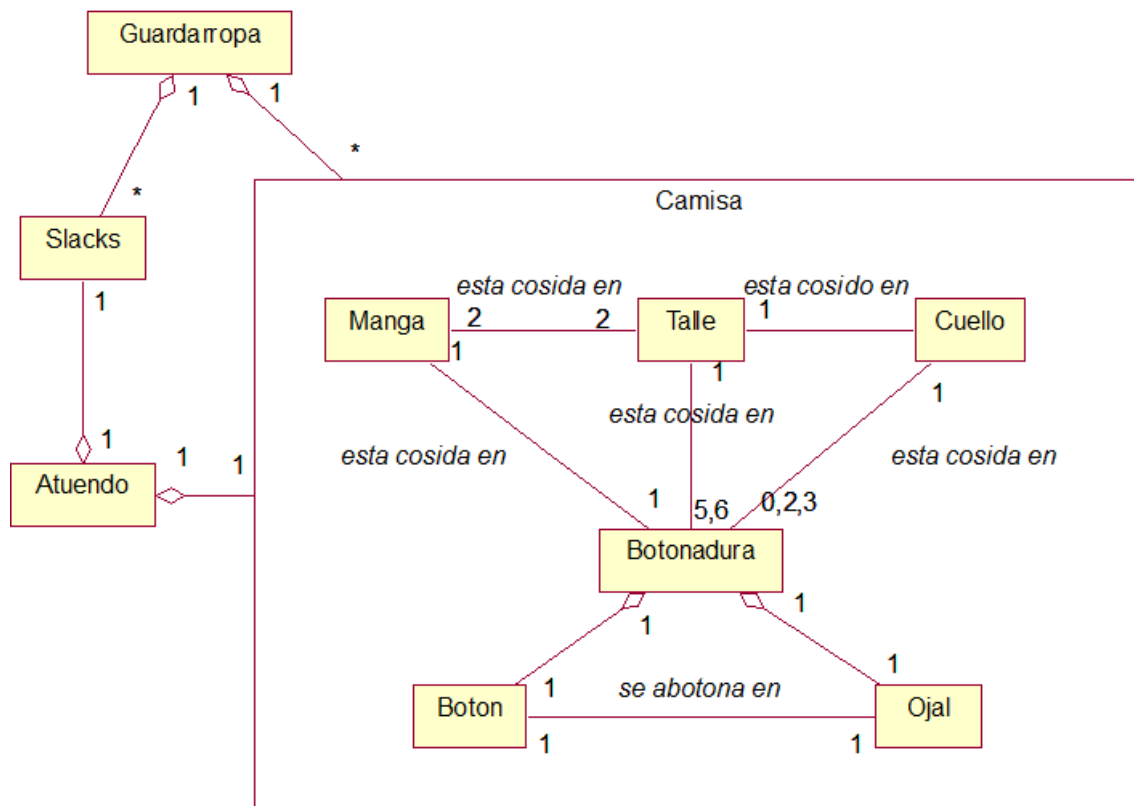 Guardarropa
1
1
*
*
Camisa
Slacks
1
esta cosida en
esta cosido en
Manga
2
2
Talle
1
Cuello
1
1
1
esta cosida en
esta cosida en
esta cosida en
1
1
1
Atuendo
1
5,6
0,2,3
Botonadura
1
1
1
1
se abotona en
Boton
Ojal
1
1